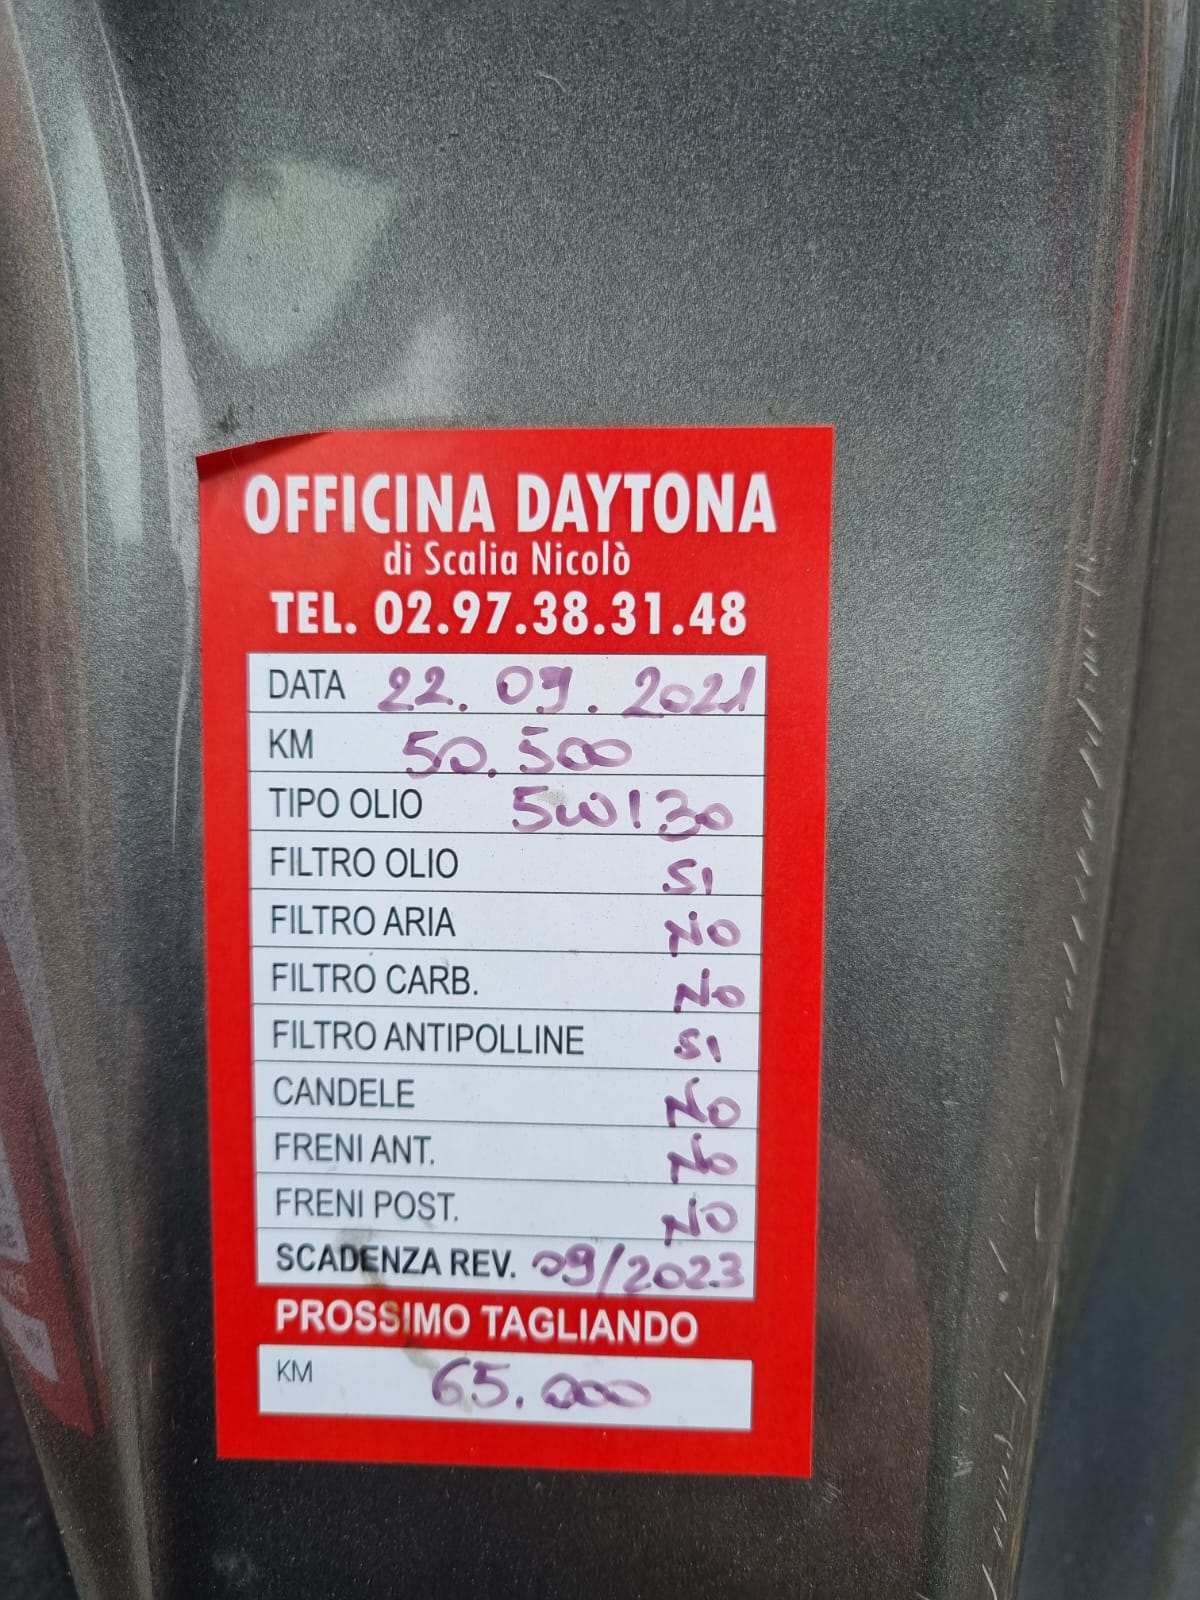 OFFICINA DAYTONA
di Scalia Nicolò
TEL. 02.97.38.31.48
DATA 22.09.2021
KM 50.500
TIPO OLIO 5W/30
FILTRO OLIO SI
FILTRO ARIA NO
FILTRO CARB. NO
FILTRO ANTIPOLLINE SI
CANDELE NO
FRENI ANT. NO
FRENI POST. NO
SCADENZA REV. 09/2023
PROSSIMO TAGLIANDO
KM 65.000